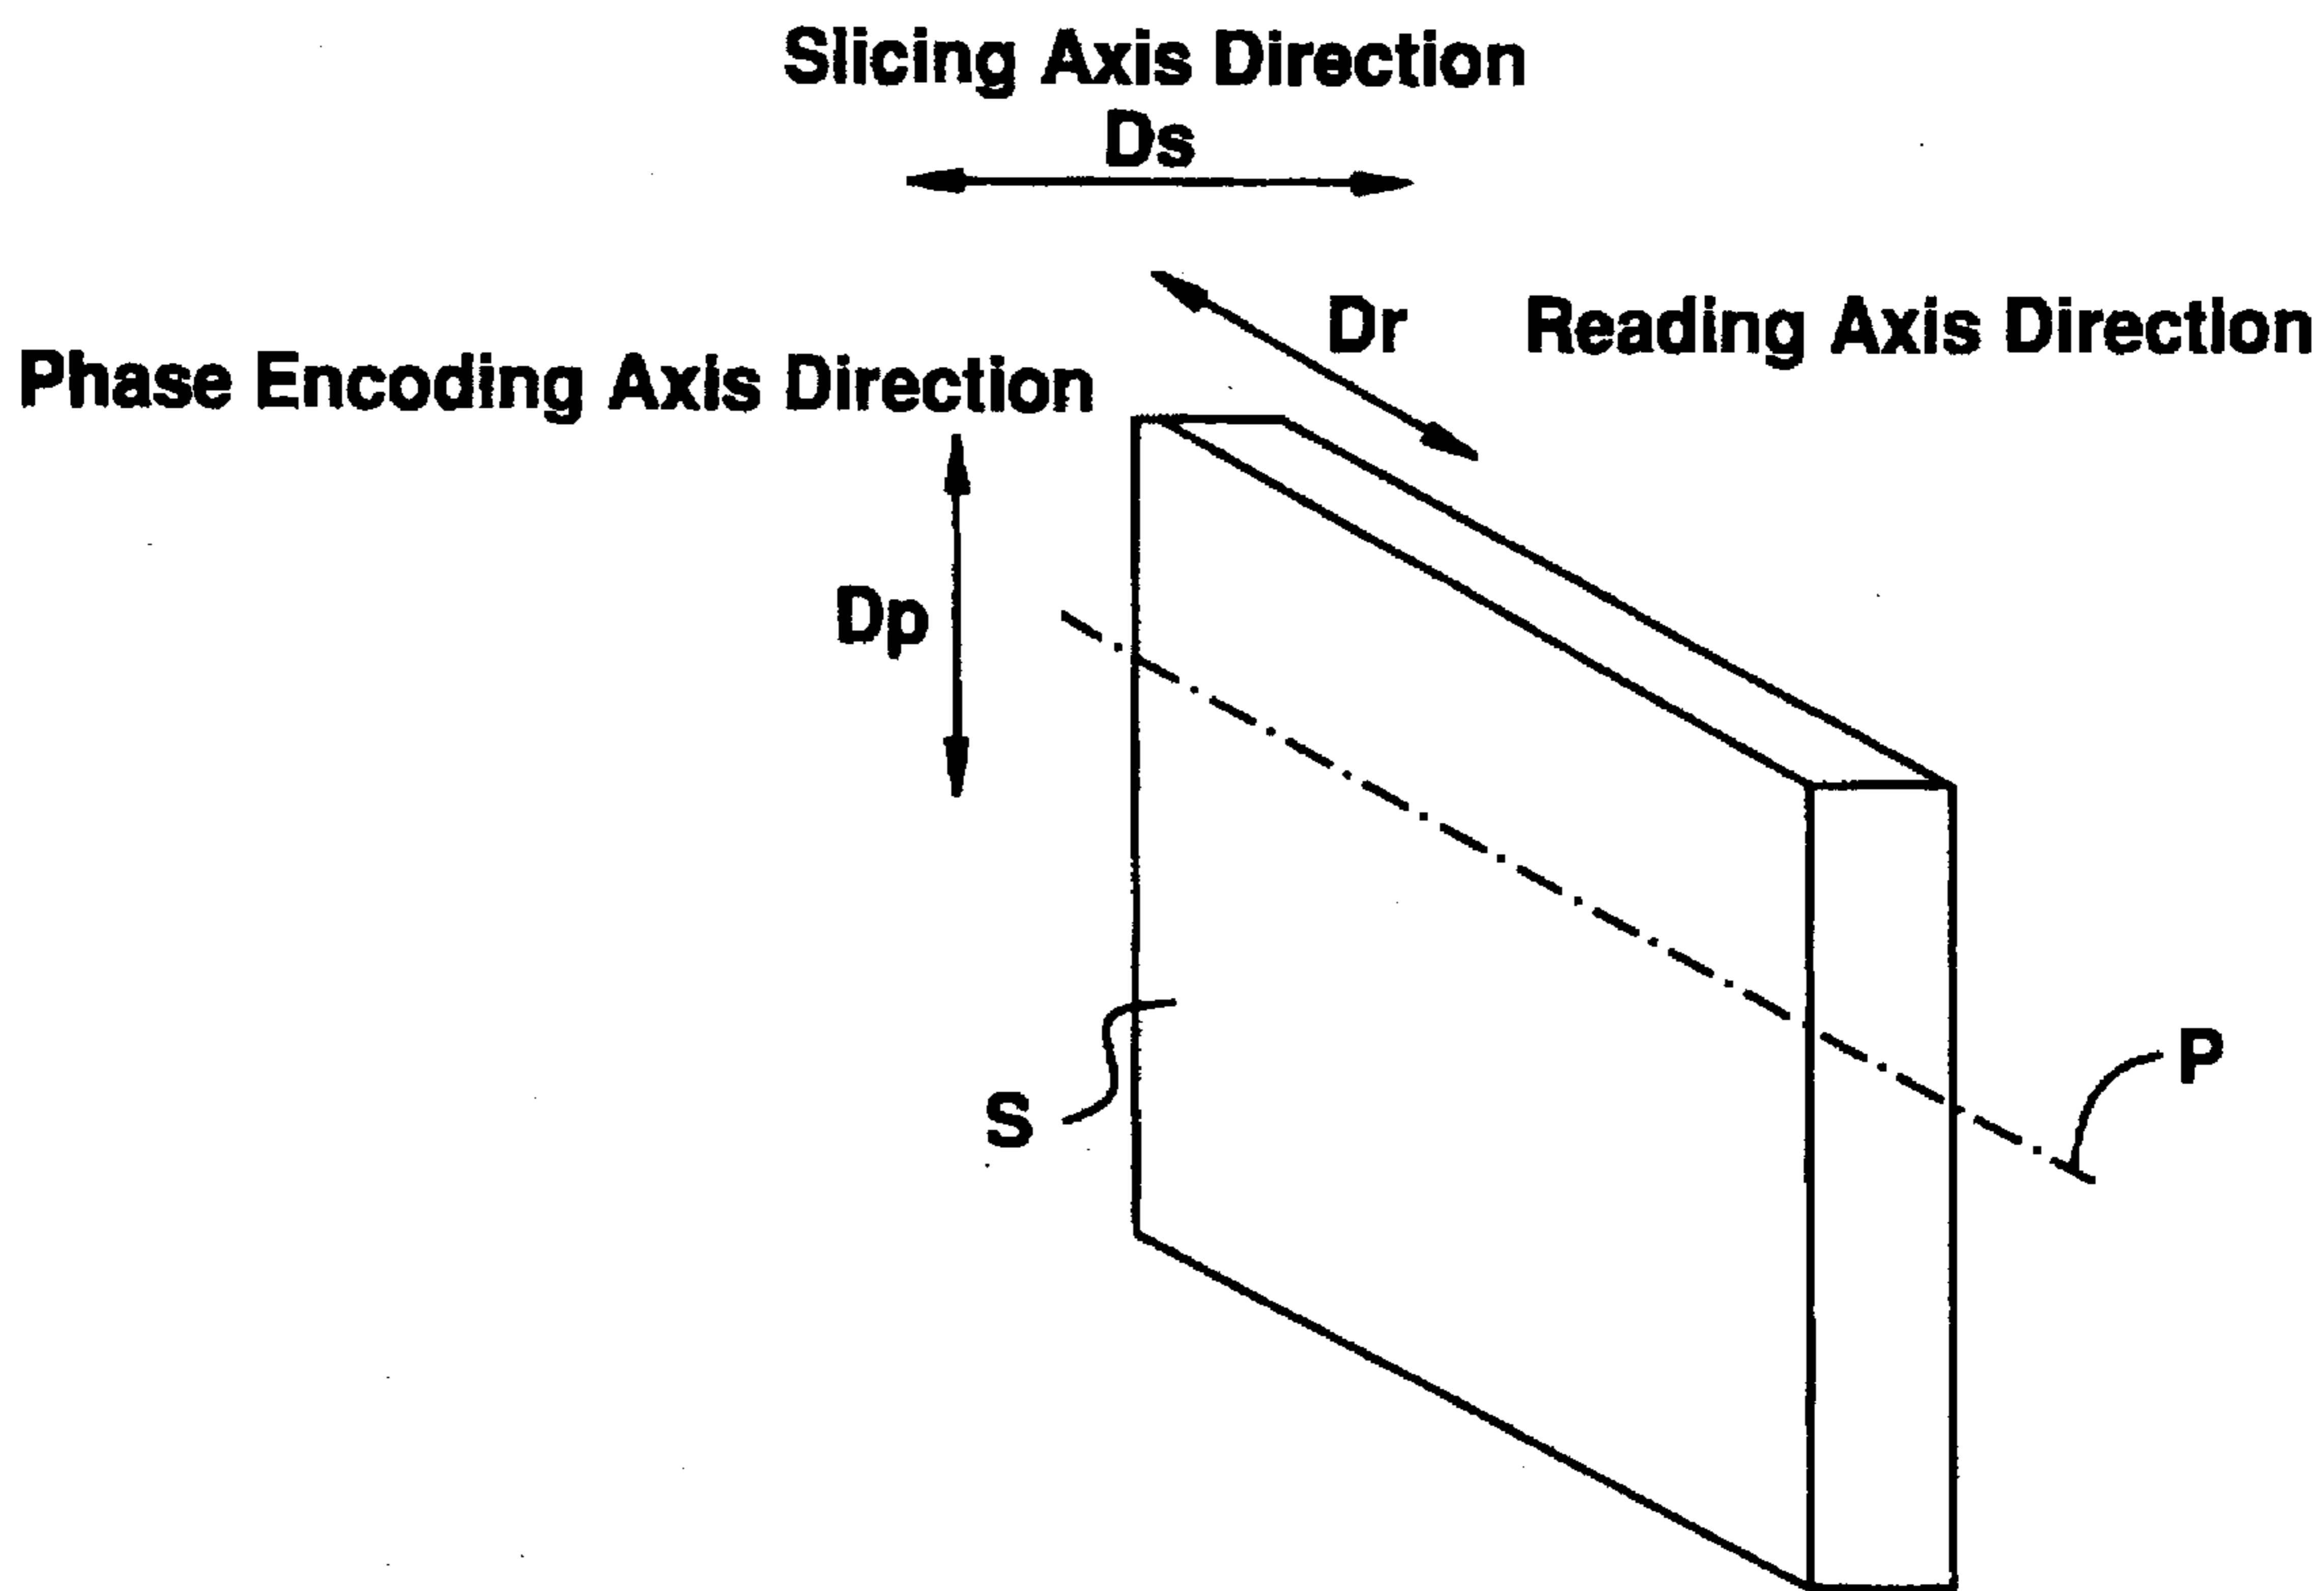 Slicing Axis Direction
Ds
Dr
Reading Axis Direction
Phase Encoding Axis Direction
Dp
S
P